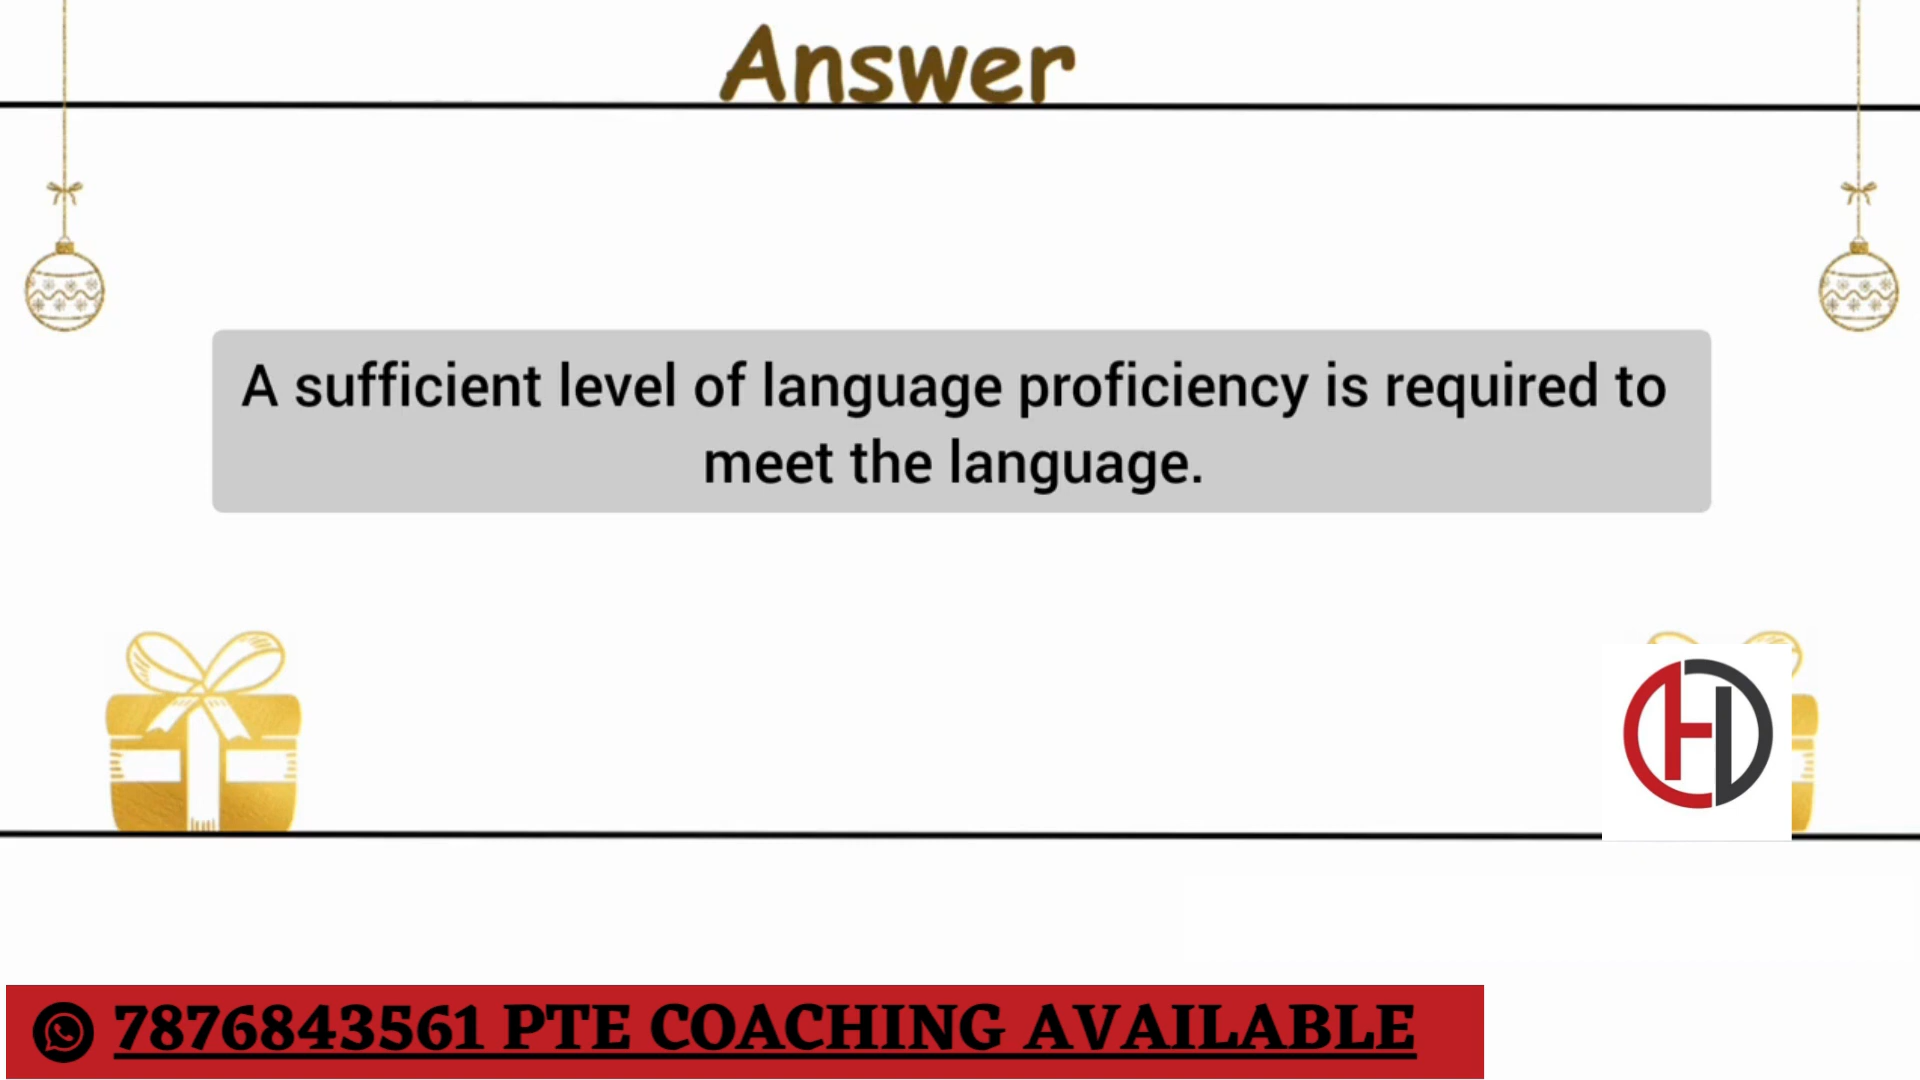 Answer
A sufficient level of language proficiency is required to
meet the language.
7876843561 PTE COACHING AVAILABLE